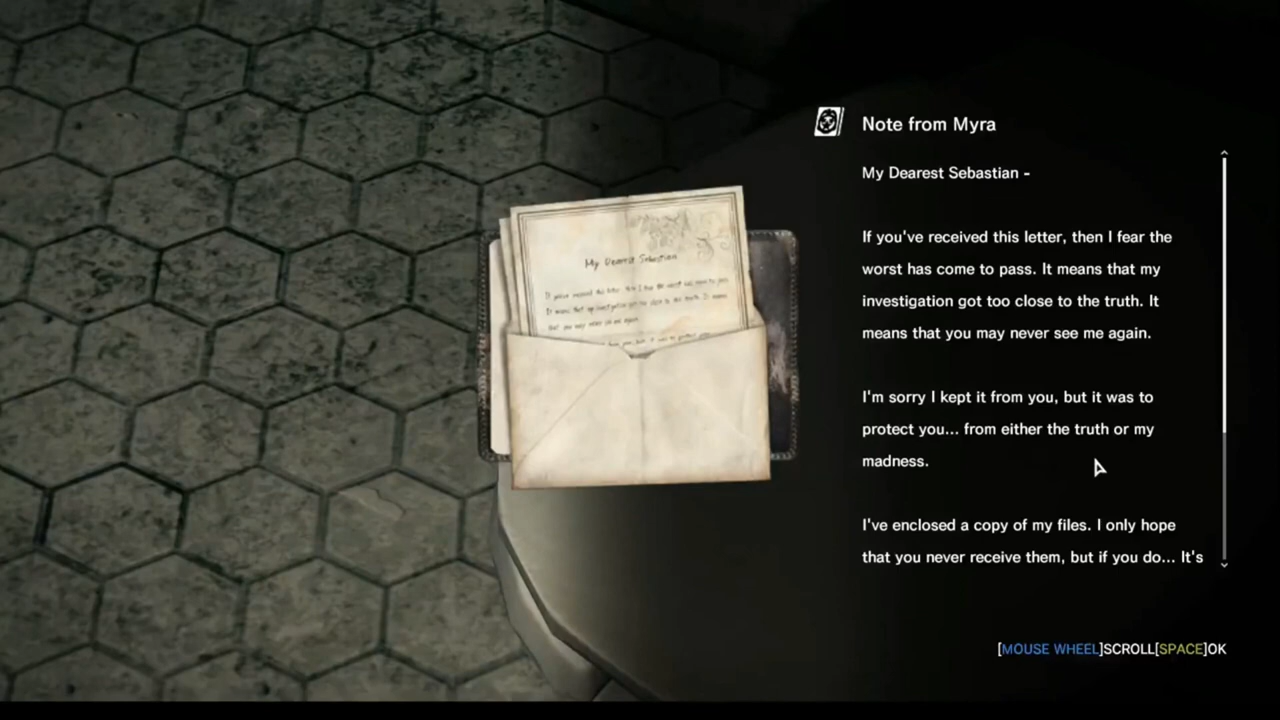 Note from Myra
My Dearest Sebastian -
If you've received this letter, then I fear the
worst has come to pass. It means that my
investigation got too close to the truth. It
means that you may never see me again.
I'm sorry I kept it from you, but it was to
protect you... from either the truth or my
madness.
I've enclosed a copy of my files. I only hope
that you never receive them, but if you do... It's
[MOUSE WHEEL]SCROLL[SPACE]OK
My Dearest Sebastian